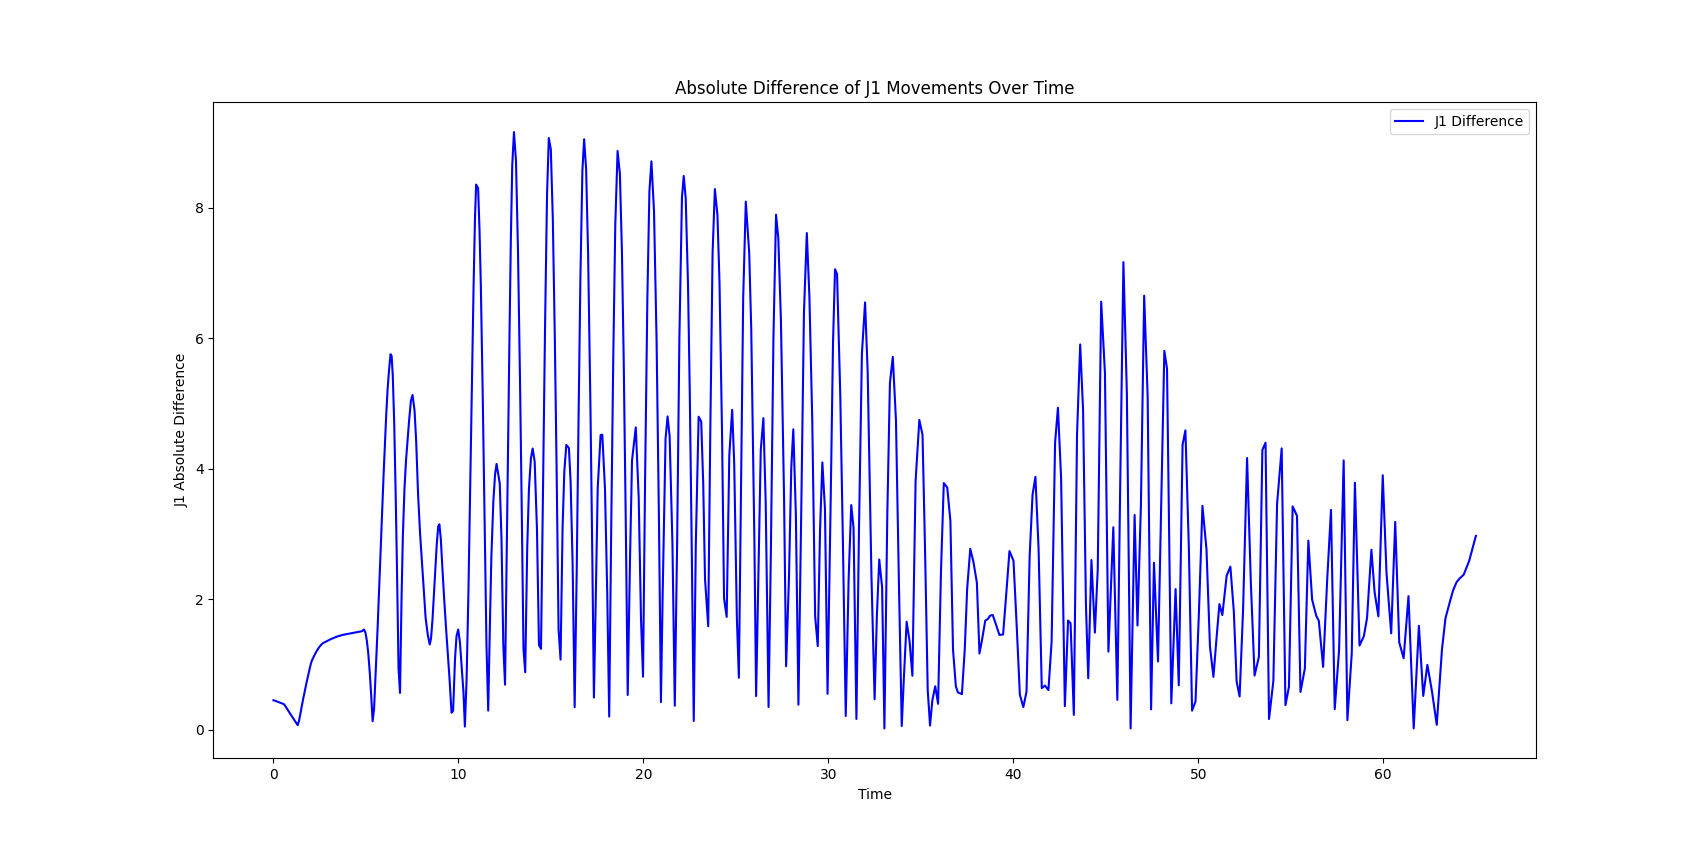 Absolute Difference of J1 Movements Over Time
J1 Difference
J1 Absolute Difference
8
6
4
2
0
0 10 20 30 40 50 60
Time